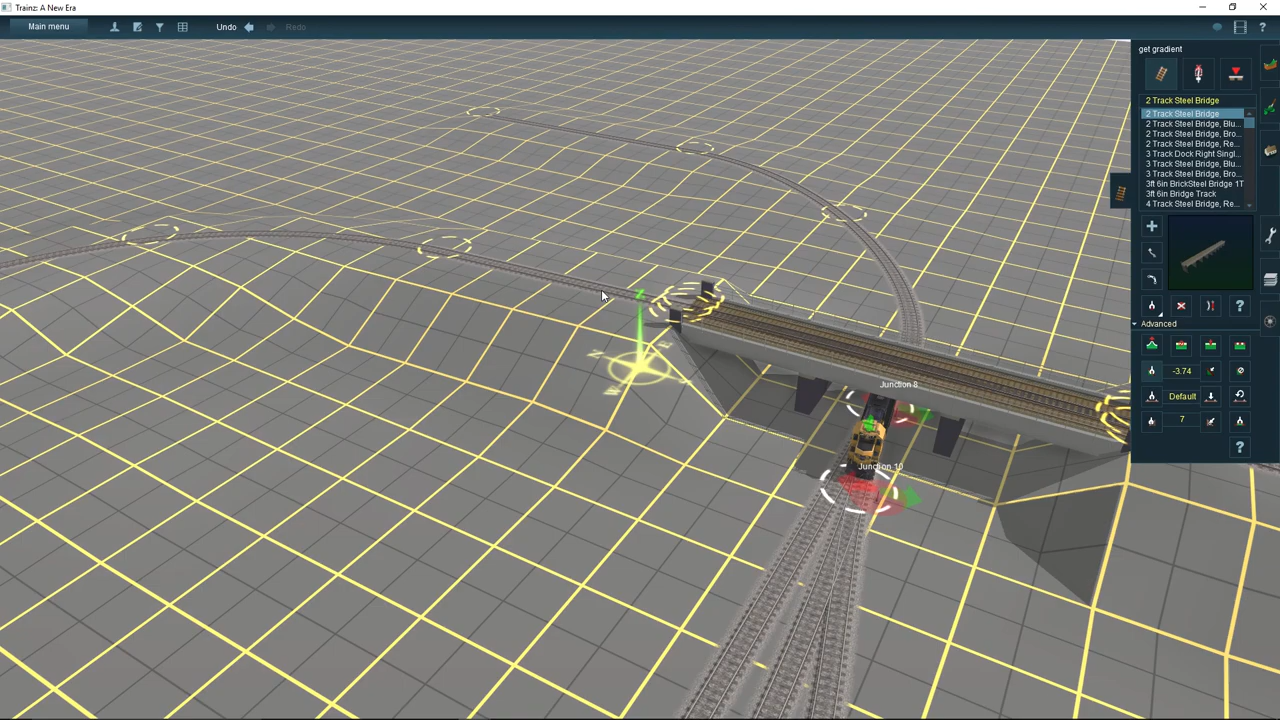 Trainz: A New Era
Main menu
Undo
Redo
get gradient
2 Track Steel Bridge
2 Track Steel Bridge
2 Track Steel Bridge, Blu...
2 Track Steel Bridge, Bro...
2 Track Steel Bridge, Re...
3 Track Dock Right Singl...
3 Track Steel Bridge, Blu...
3 Track Steel Bridge, Bro...
3ft 6in BrickSteel Bridge 1T
3ft 6in Bridge Track
4 Track Steel Bridge, Re...
Advanced
-3.74
Default
7
Junction 8
Junction 10
Z
N
E